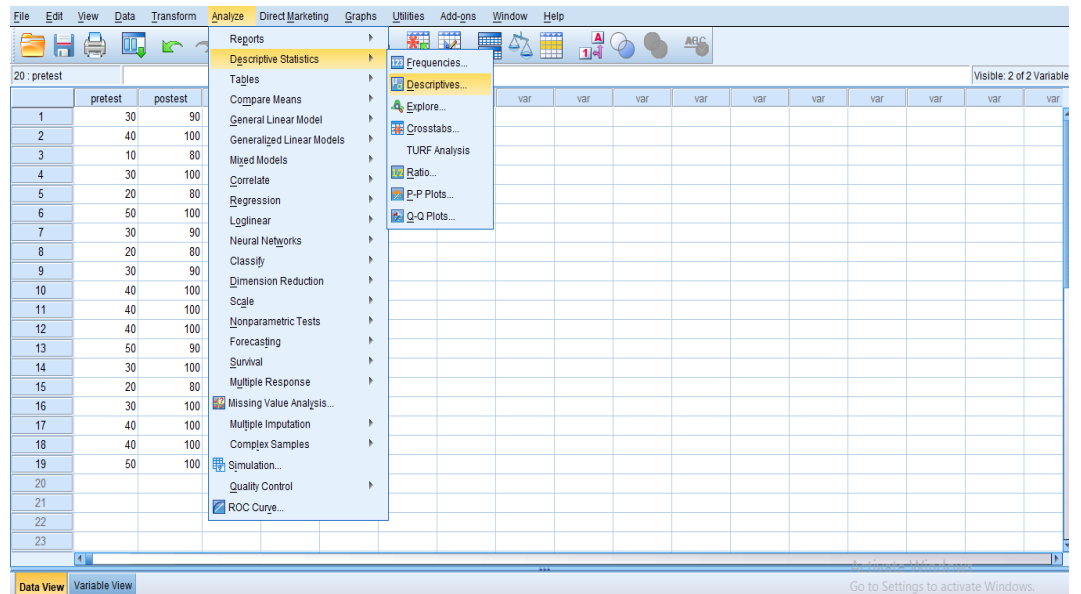 File Edit View Data Transform Analyze Direct Marketing Graphs Utilities Add-ons Window Help
20 : pretest
Visible: 2 of 2 Variable
pretest postest var var var var var var var var var var
1 30 90
2 40 100
3 10 80
4 30 100
5 20 80
6 50 100
7 30 90
8 20 80
9 30 90
10 40 100
11 40 100
12 40 100
13 50 90
14 30 100
15 20 80
16 30 100
17 40 100
18 40 100
19 50 100
20
21
22
23
Reports
Descriptive Statistics
Tables
Compare Means
General Linear Model
Generalized Linear Models
Mixed Models
Correlate
Regression
Loglinear
Neural Networks
Classify
Dimension Reduction
Scale
Nonparametric Tests
Forecasting
Survival
Multiple Response
Missing Value Analysis...
Multiple Imputation
Complex Samples
Simulation...
Quality Control
ROC Curve...
Frequencies...
Descriptives...
Explore...
Crosstabs...
TURF Analysis
Ratio...
P-P Plots...
Q-Q Plots...
Data View Variable View
Activate Windows
Go to Settings to activate Windows.